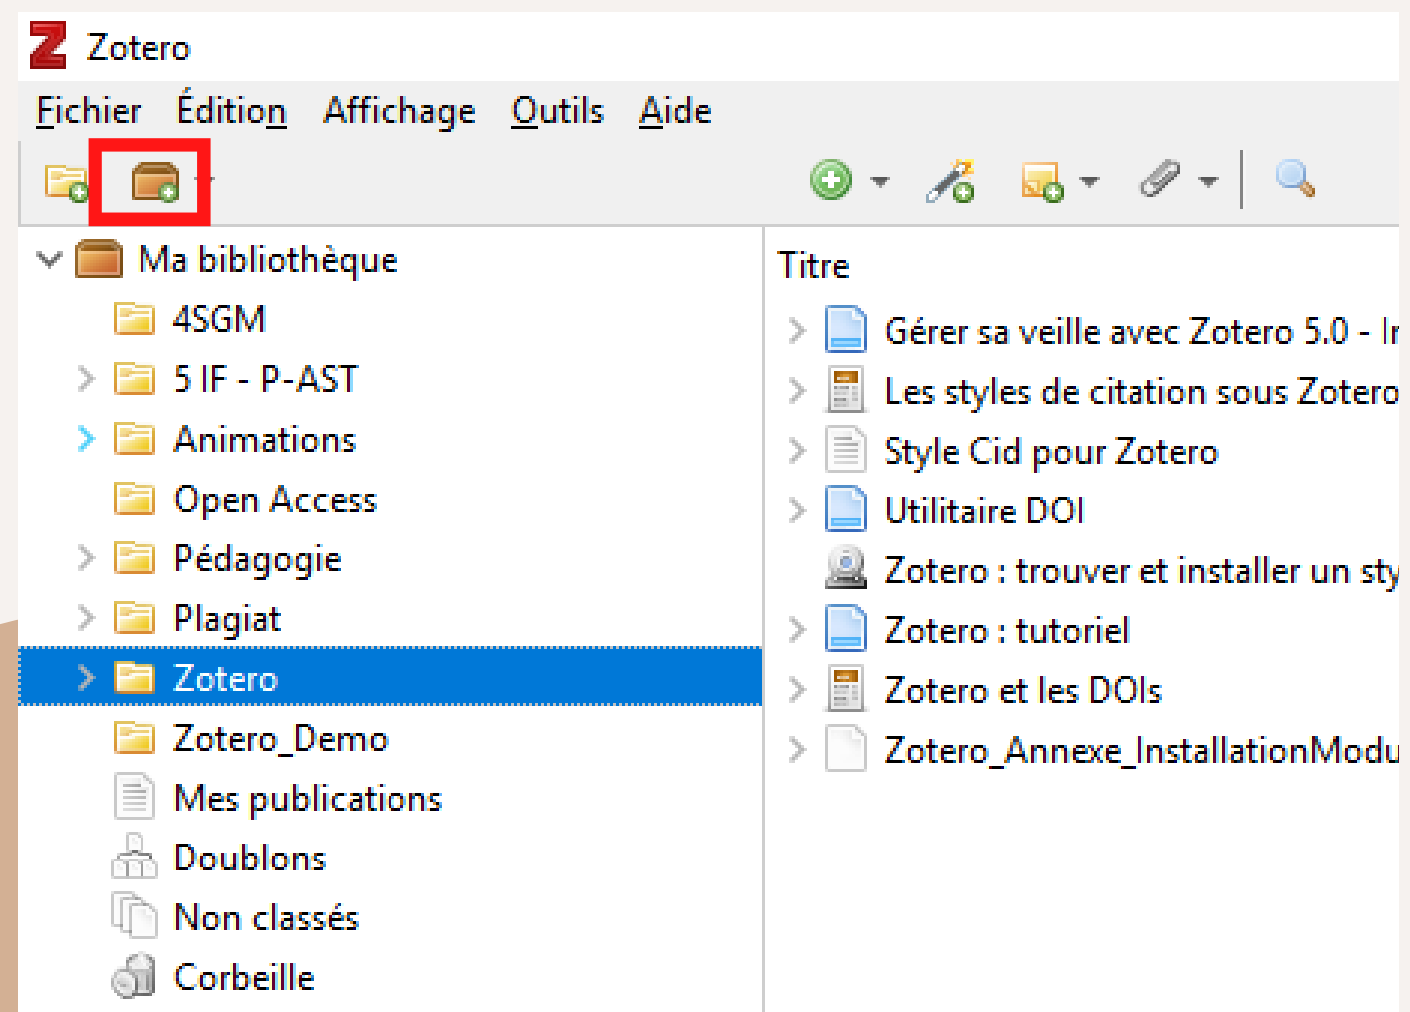 Zotero
Fichier Édition Affichage Outils Aide
Ma bibliothèque
4SGM
5 IF - P-AST
Animations
Open Access
Pédagogie
Plagiat
Zotero
Zotero_Demo
Mes publications
Doublons
Non classés
Corbeille
Titre
Gérer sa veille avec Zotero 5.0 -
Les styles de citation sous Zotero
Style Cid pour Zotero
Utilitaire DOI
Zotero : trouver et installer un sty
Zotero : tutoriel
Zotero et les DOIs
Zotero_Annexe_InstallationModu